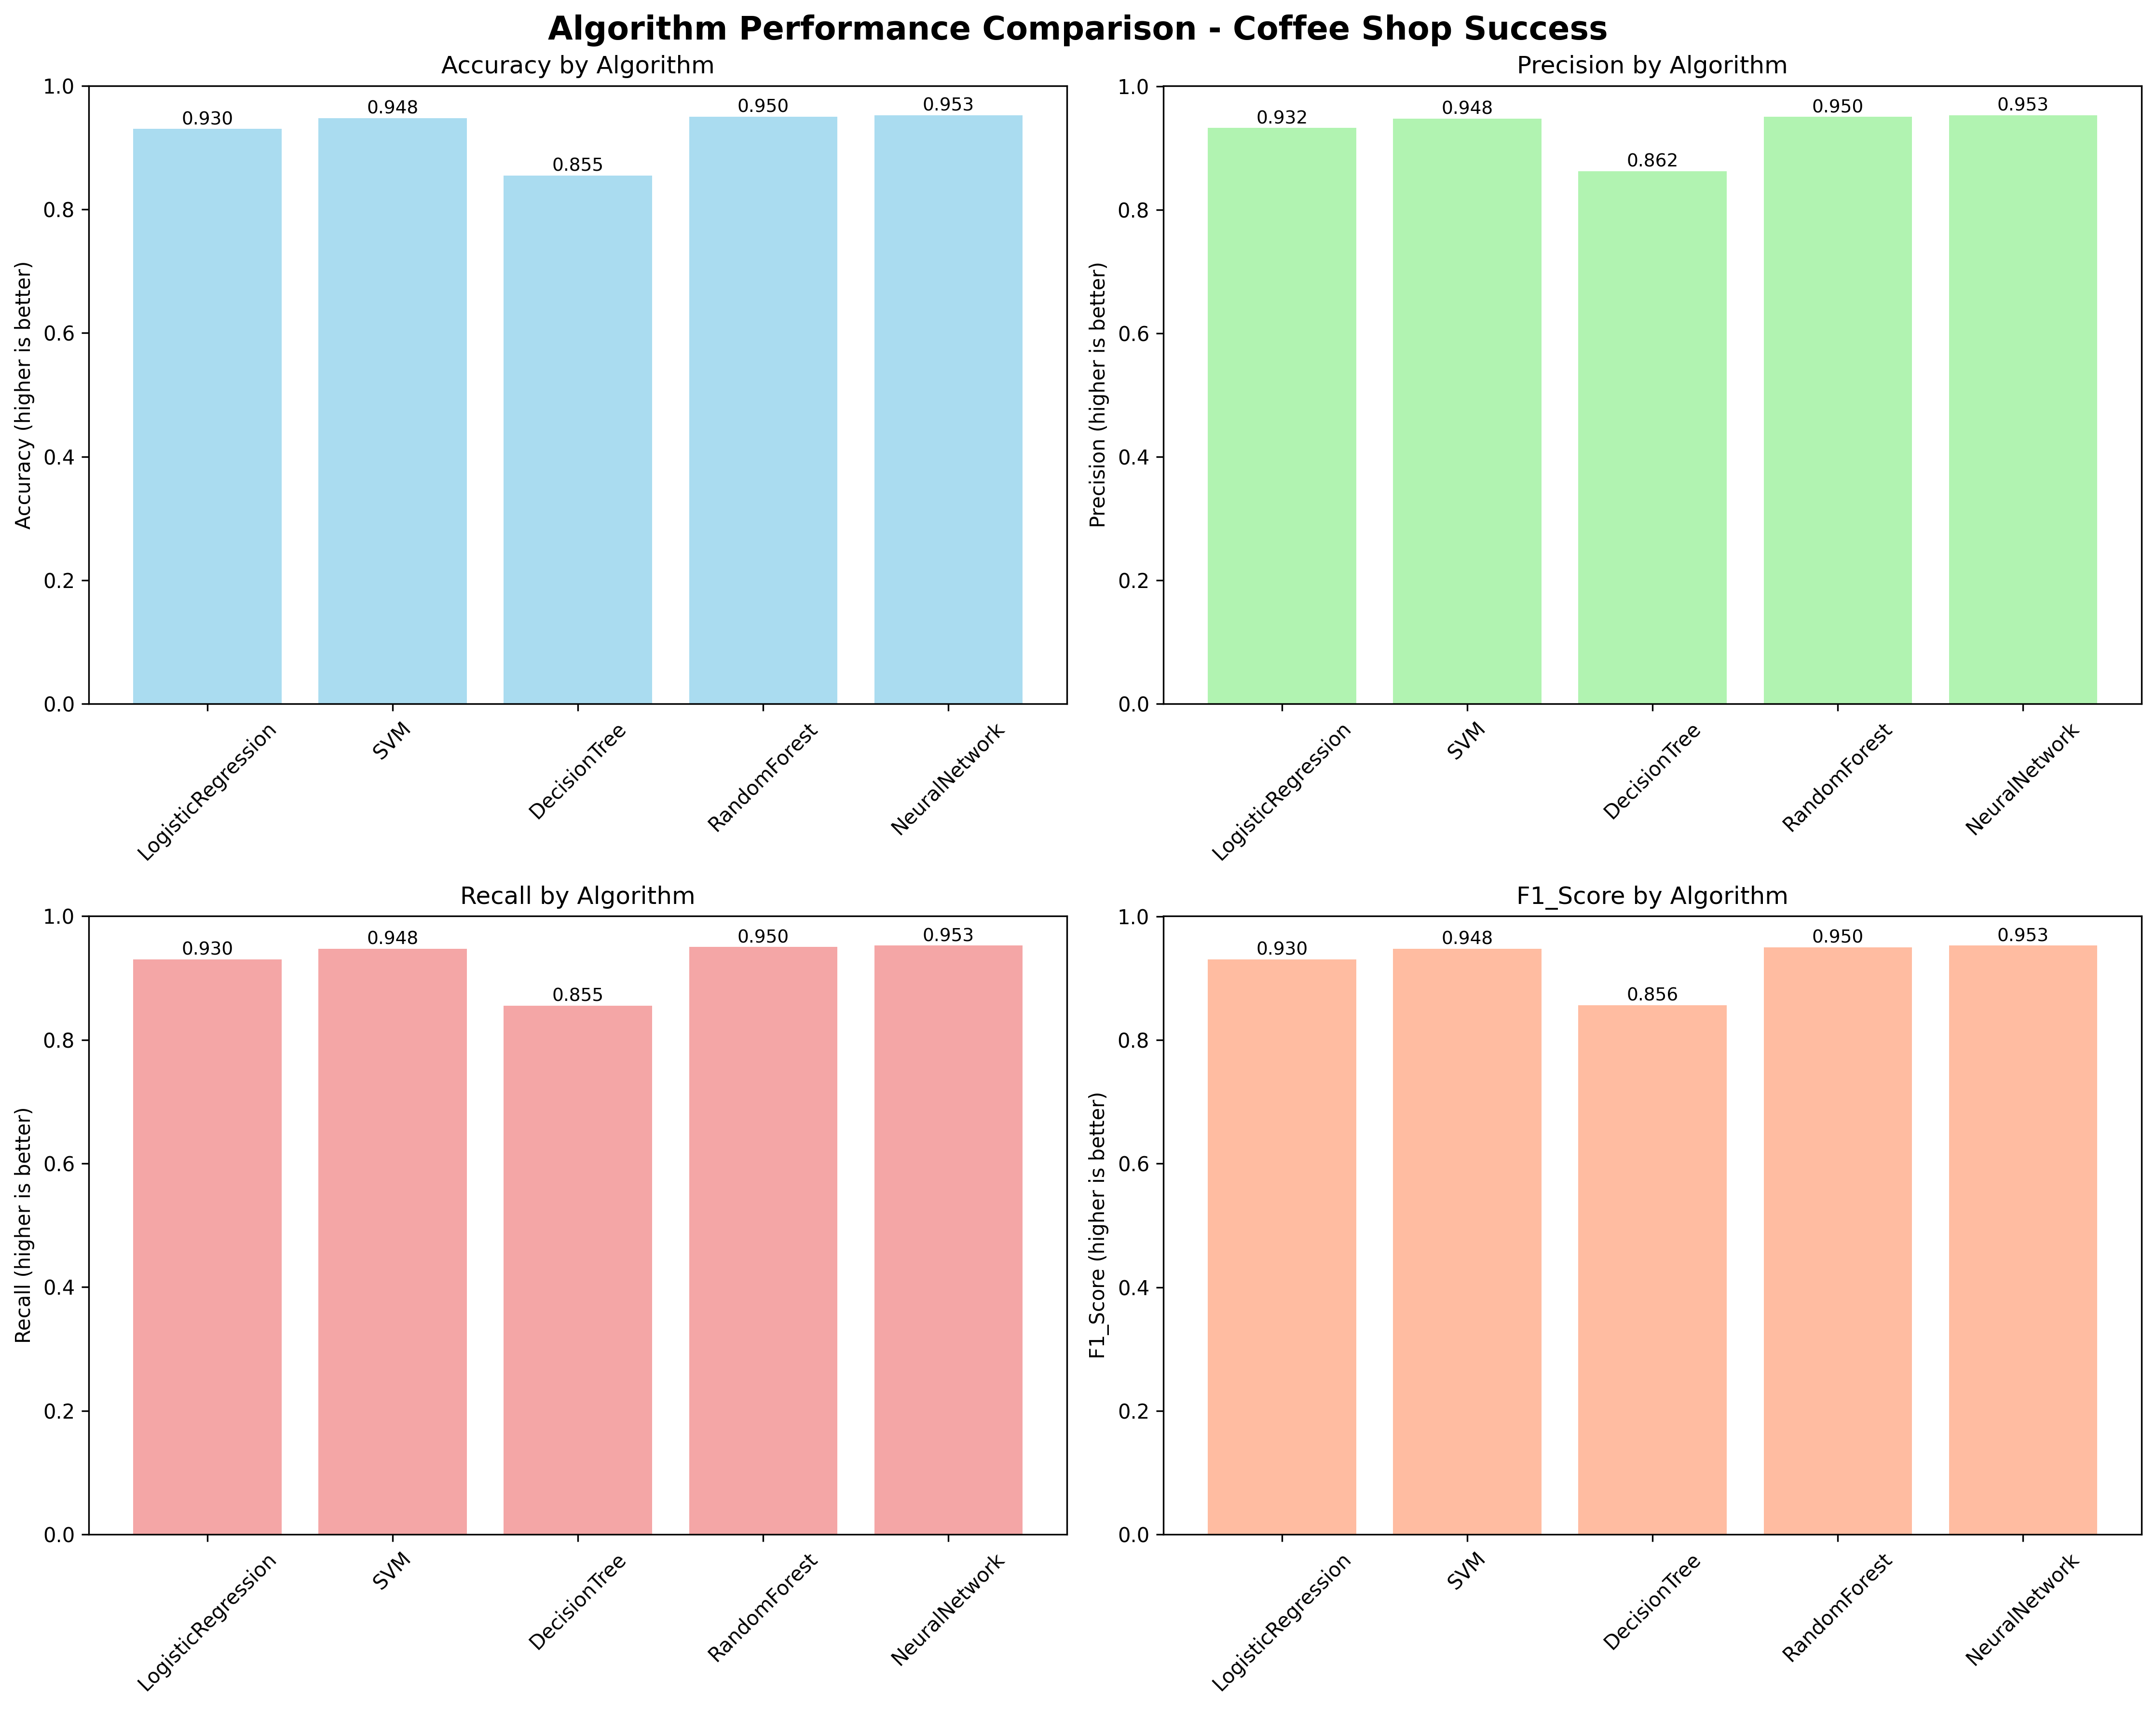 Algorithm Performance Comparison - Coffee Shop Success
Accuracy by Algorithm
Accuracy (higher is better)
1.0
0.8
0.6
0.4
0.2
0.0
0.930
0.948
0.855
0.950
0.953
LogisticRegression
SVM
DecisionTree
RandomForest
NeuralNetwork
Precision by Algorithm
Precision (higher is better)
1.0
0.8
0.6
0.4
0.2
0.0
0.932
0.948
0.862
0.950
0.953
LogisticRegression
SVM
DecisionTree
RandomForest
NeuralNetwork
Recall by Algorithm
Recall (higher is better)
1.0
0.8
0.6
0.4
0.2
0.0
0.930
0.948
0.855
0.950
0.953
LogisticRegression
SVM
DecisionTree
RandomForest
NeuralNetwork
F1_Score by Algorithm
F1_Score (higher is better)
1.0
0.8
0.6
0.4
0.2
0.0
0.930
0.948
0.856
0.950
0.953
LogisticRegression
SVM
DecisionTree
RandomForest
NeuralNetwork